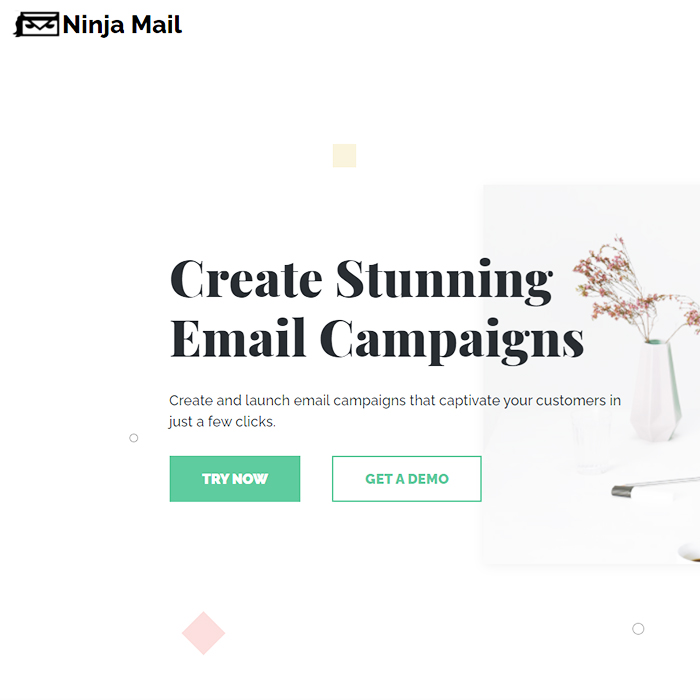 Ninja Mail
Create Stunning
Email Campaigns
Create and launch email campaigns that captivate your customers in
just a few clicks.
TRY NOW
GET A DEMO